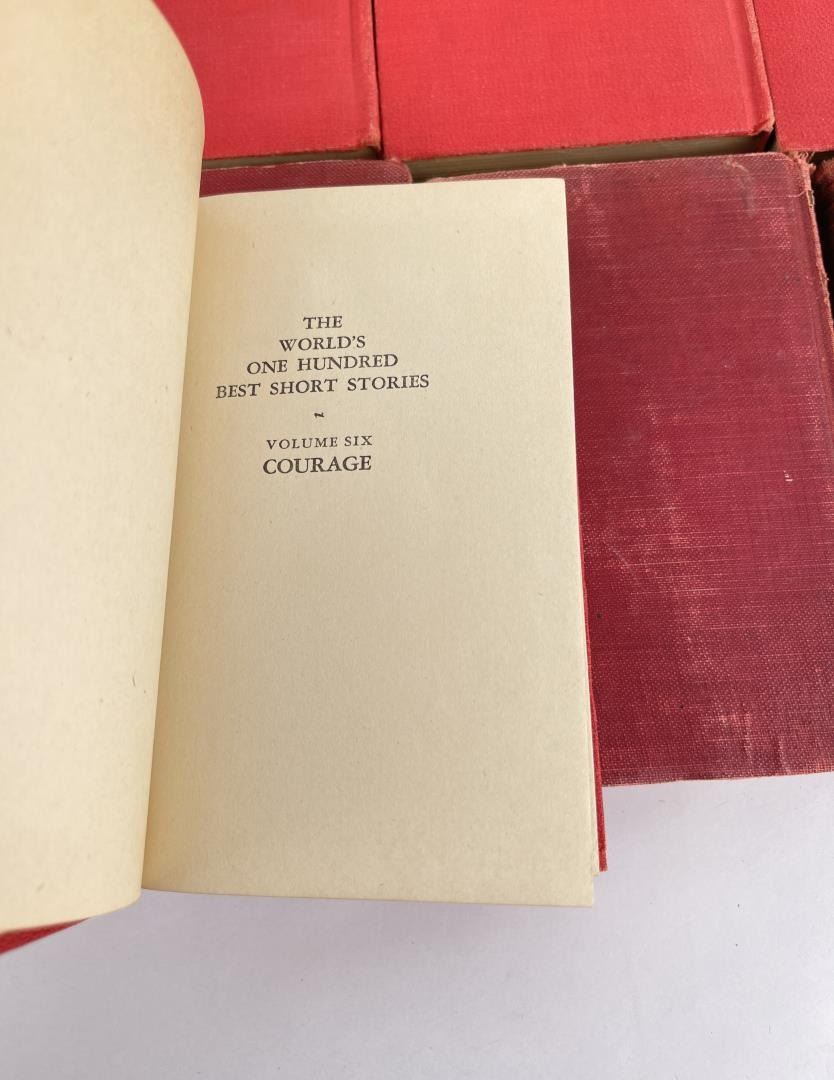 THE
WORLD'S
ONE HUNDRED
BEST SHORT STORIES
VOLUME SIX
COURAGE